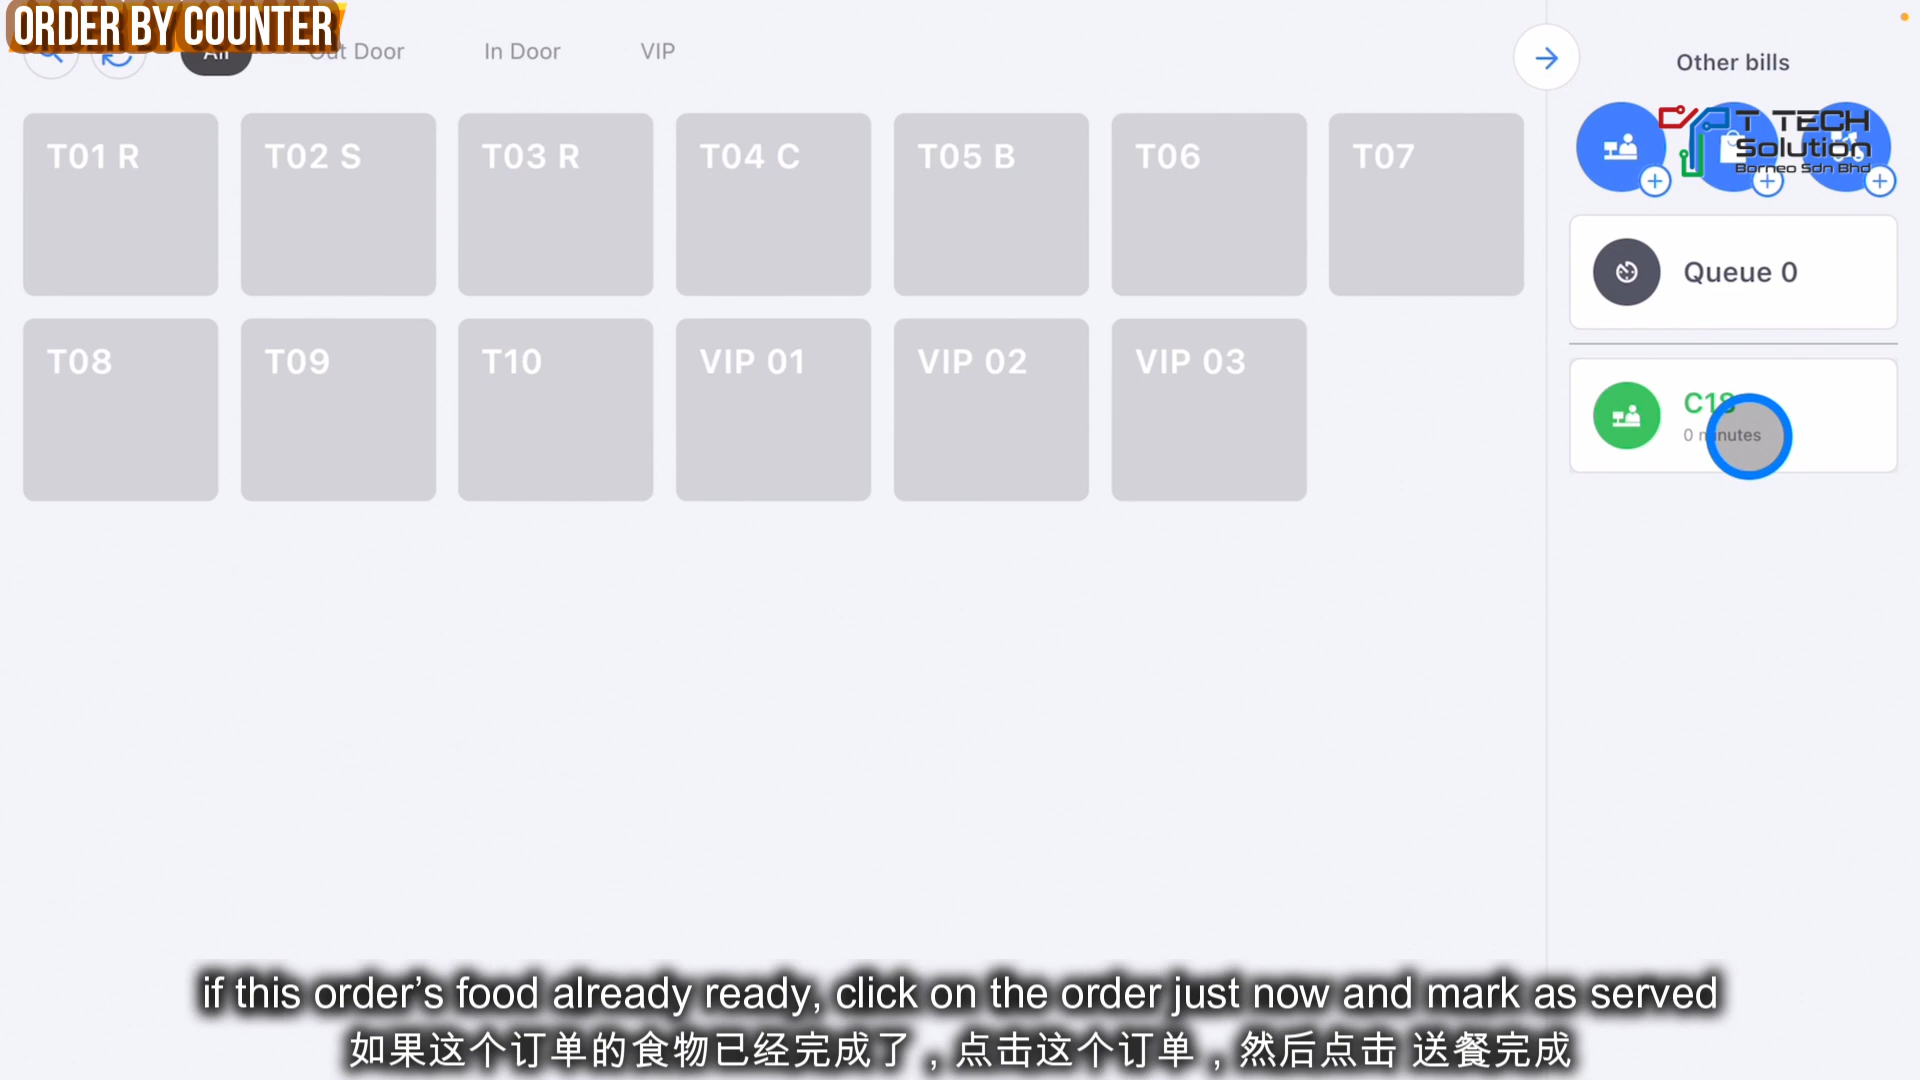 ORDER BY COUNTER
All
Out Door
In Door
VIP
Other bills
T TECH
Solution
Borneo Sdn Bhd
T01 R
T02 S
T03 R
T04 C
T05 B
T06
T07
Queue 0
T08
T09
T10
VIP 01
VIP 02
VIP 03
C18
0 minutes
if this order’s food already ready, click on the order just now and mark as served
如果这个订单的食物已经完成了，点击这个订单，然后点击 送餐完成